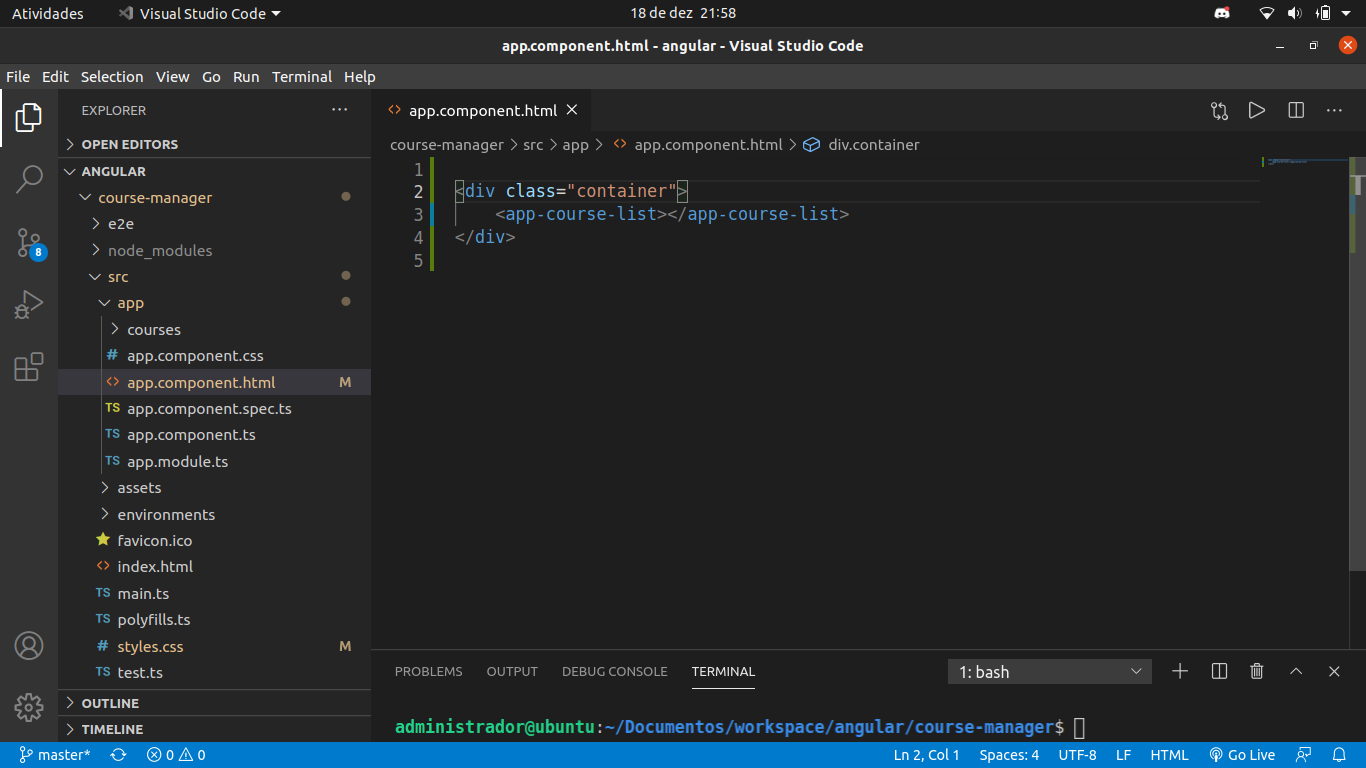 Atividades
Visual Studio Code
18 de dez 21:58
app.component.html - angular - Visual Studio Code
File Edit Selection View Go Run Terminal Help
EXPLORER
OPEN EDITORS
ANGULAR
course-manager
e2e
node_modules
src
app
courses
# app.component.css
<> app.component.html M
TS app.component.spec.ts
TS app.component.ts
TS app.module.ts
assets
environments
favicon.ico
<> index.html
TS main.ts
TS polyfills.ts
# styles.css M
TS test.ts
OUTLINE
TIMELINE
8
<> app.component.html
course-manager > src > app > <> app.component.html > div.container
1
2 <div class="container">
3     <app-course-list></app-course-list>
4 </div>
5
PROBLEMS OUTPUT DEBUG CONSOLE TERMINAL
1: bash
administrador@ubuntu:~/Documentos/workspace/angular/course-manager$
master* 0 0
Ln 2, Col 1 Spaces: 4 UTF-8 LF HTML Go Live